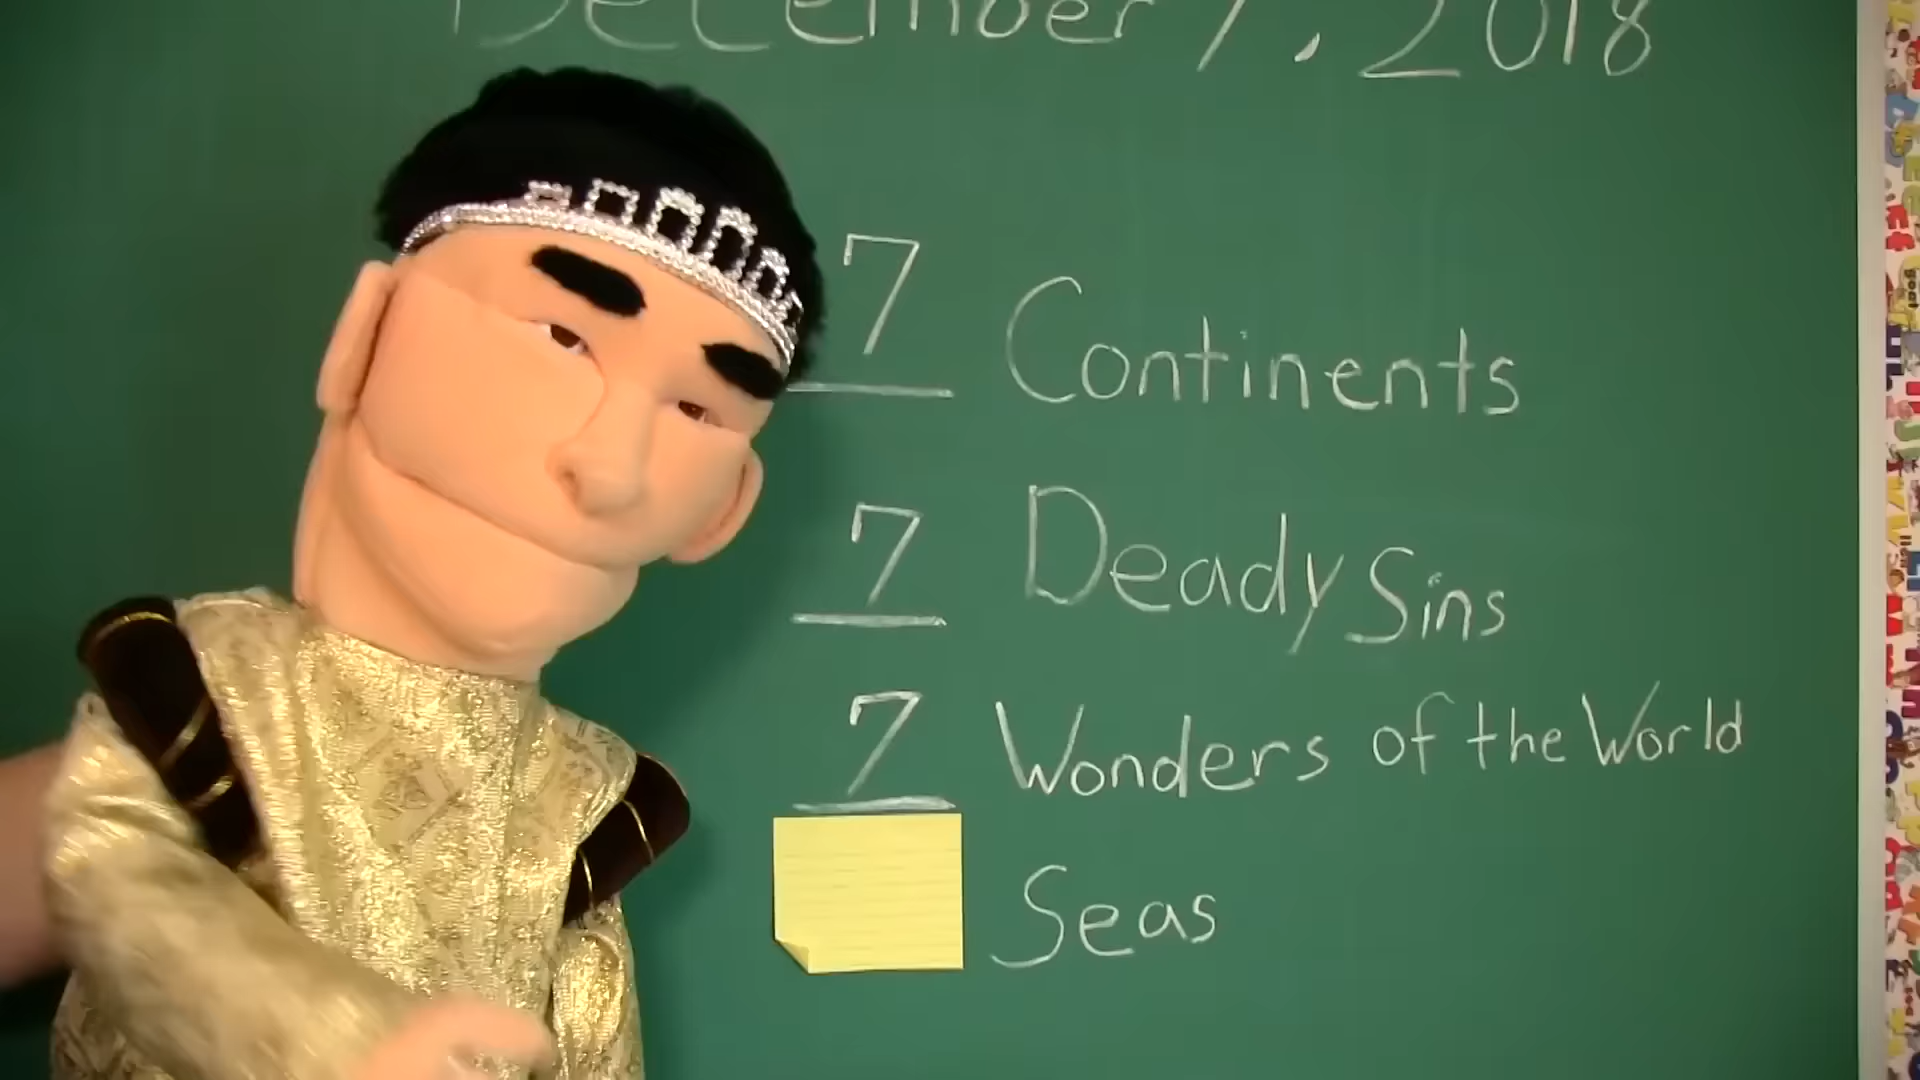 December 7, 2018
7 Continents
7 Deady Sins
7 Wonders of the World
Seas